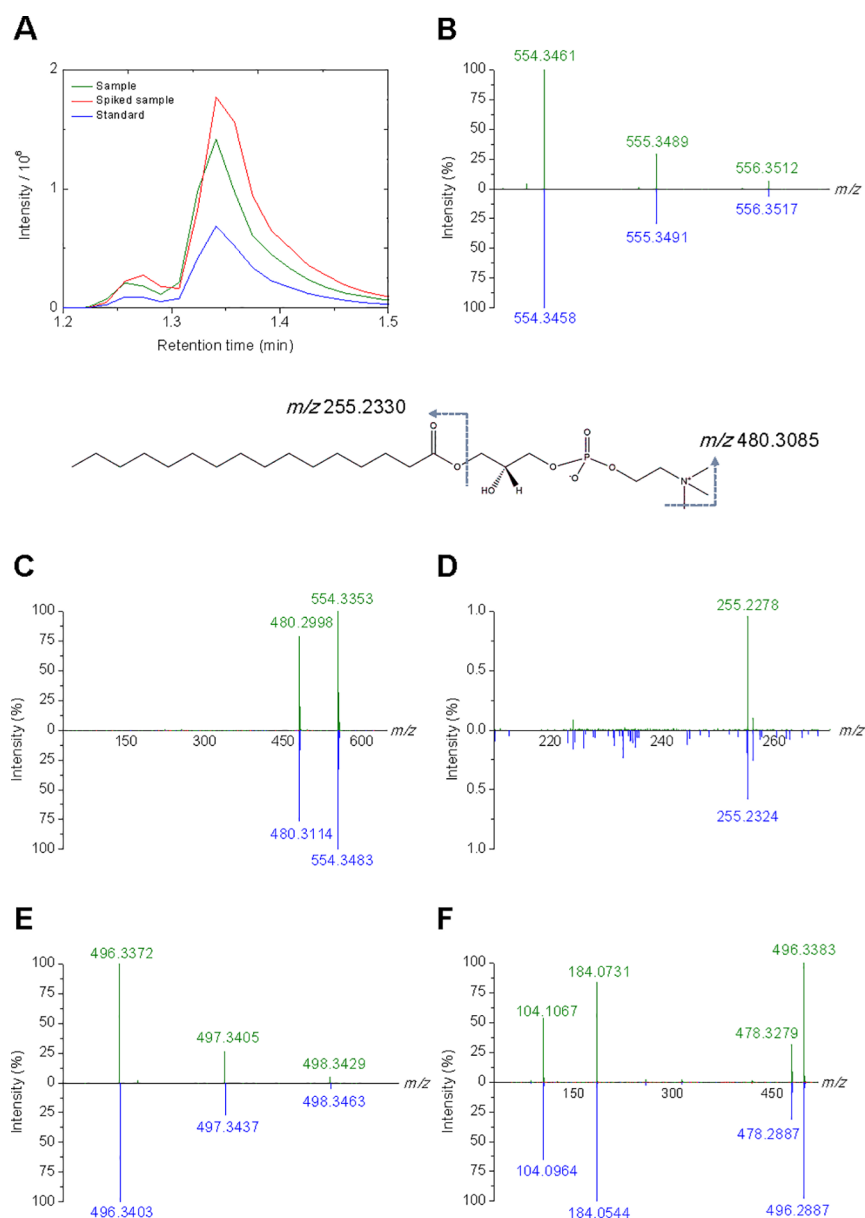 A
Intensity / 10⁶
2
1
0
Sample
Spiked sample
Standard
1.2 1.3 1.4 1.5
Retention time (min)
B
Intensity (%)
100
75
50
25
0
25
50
75
100
554.3461
555.3489
556.3512
m/z
554.3458
555.3491
556.3517
m/z 255.2330
m/z 480.3085
O
O
HO
H
O
O
P
-O
O
N+
C
Intensity (%)
100
75
50
25
0
25
50
75
100
554.3353
480.2998
m/z
150 300 450 600
480.3114
554.3483
D
Intensity (%)
1.0
0.5
0.0
0.5
1.0
255.2278
m/z
220 240 260
255.2324
E
Intensity (%)
100
75
50
25
0
25
50
75
100
496.3372
497.3405
498.3429
m/z
496.3403
497.3437
498.3463
F
Intensity (%)
100
75
50
25
0
25
50
75
100
496.3383
184.0731
104.1067
478.3279
m/z
150 300 450
478.2887
104.0964
184.0544
496.2887